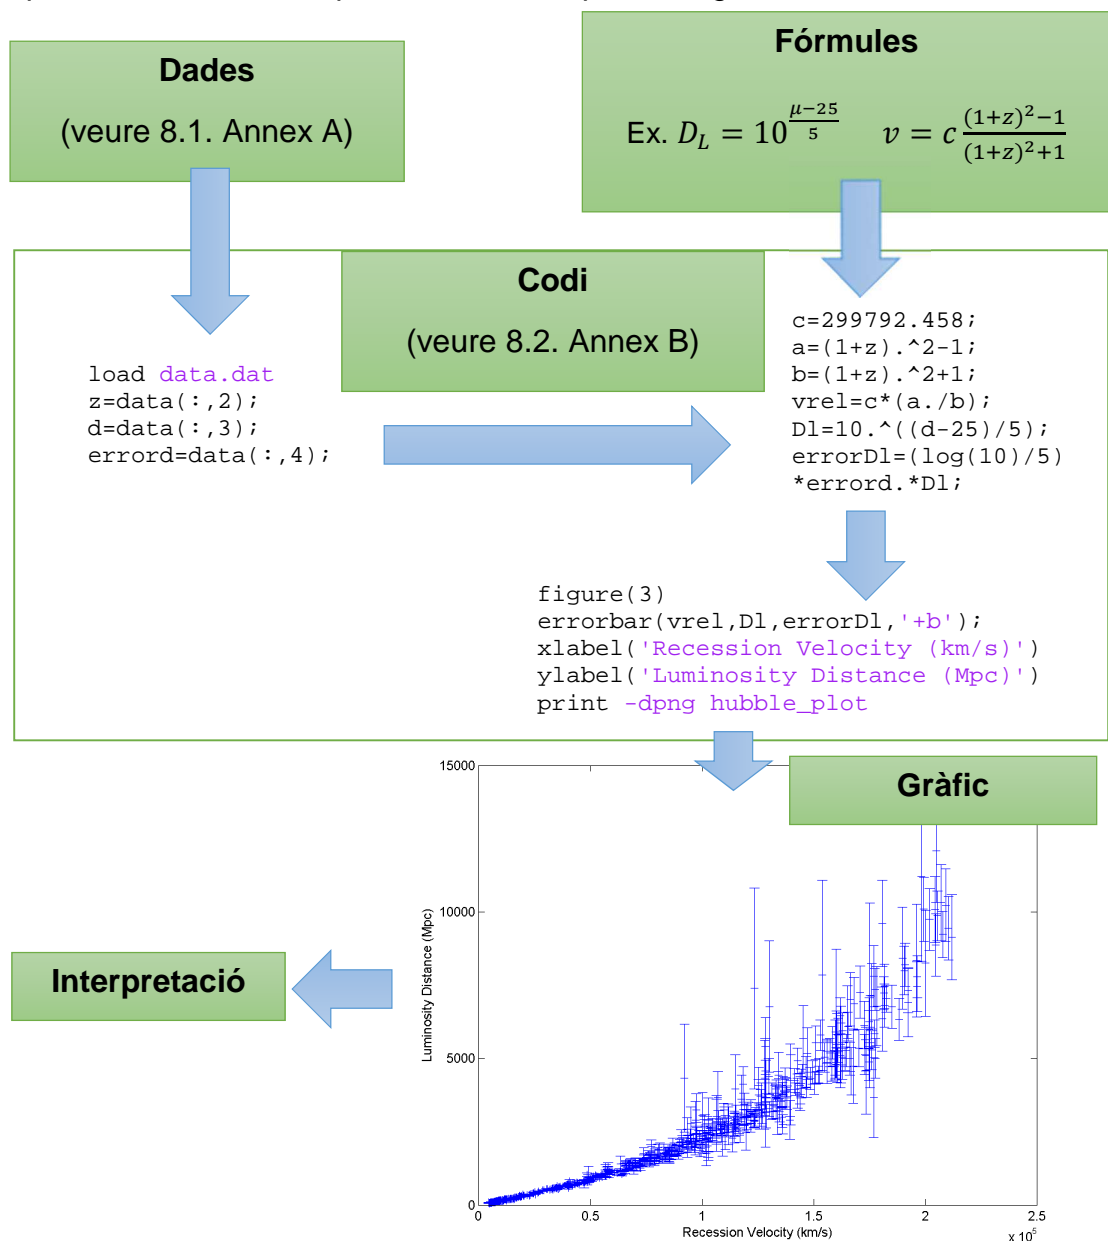 Dades
(veure 8.1. Annex A)
Fórmules
Ex. D_L = 10^{\frac{μ−25}{5}} v = c \frac{(1+z)^2−1}{(1+z)^2+1}
Codi
(veure 8.2. Annex B)
load data.dat
z=data(:,2);
d=data(:,3);
errord=data(:,4);
c=299792.458;
a=(1+z).^2-1;
b=(1+z).^2+1;
vrel=c*(a./b);
Dl=10.^((d-25)/5);
errorDl=(log(10)/5)
*errord.*Dl;
figure(3)
errorbar(vrel,Dl,errorDl,'+b');
xlabel('Recession Velocity (km/s)')
ylabel('Luminosity Distance (Mpc)')
print -dpng hubble_plot
Gràfic
15000
10000
5000
0
Luminosity Distance (Mpc)
0 0.5 1 1.5 2 2.5
x 10^5
Recession Velocity (km/s)
Interpretació